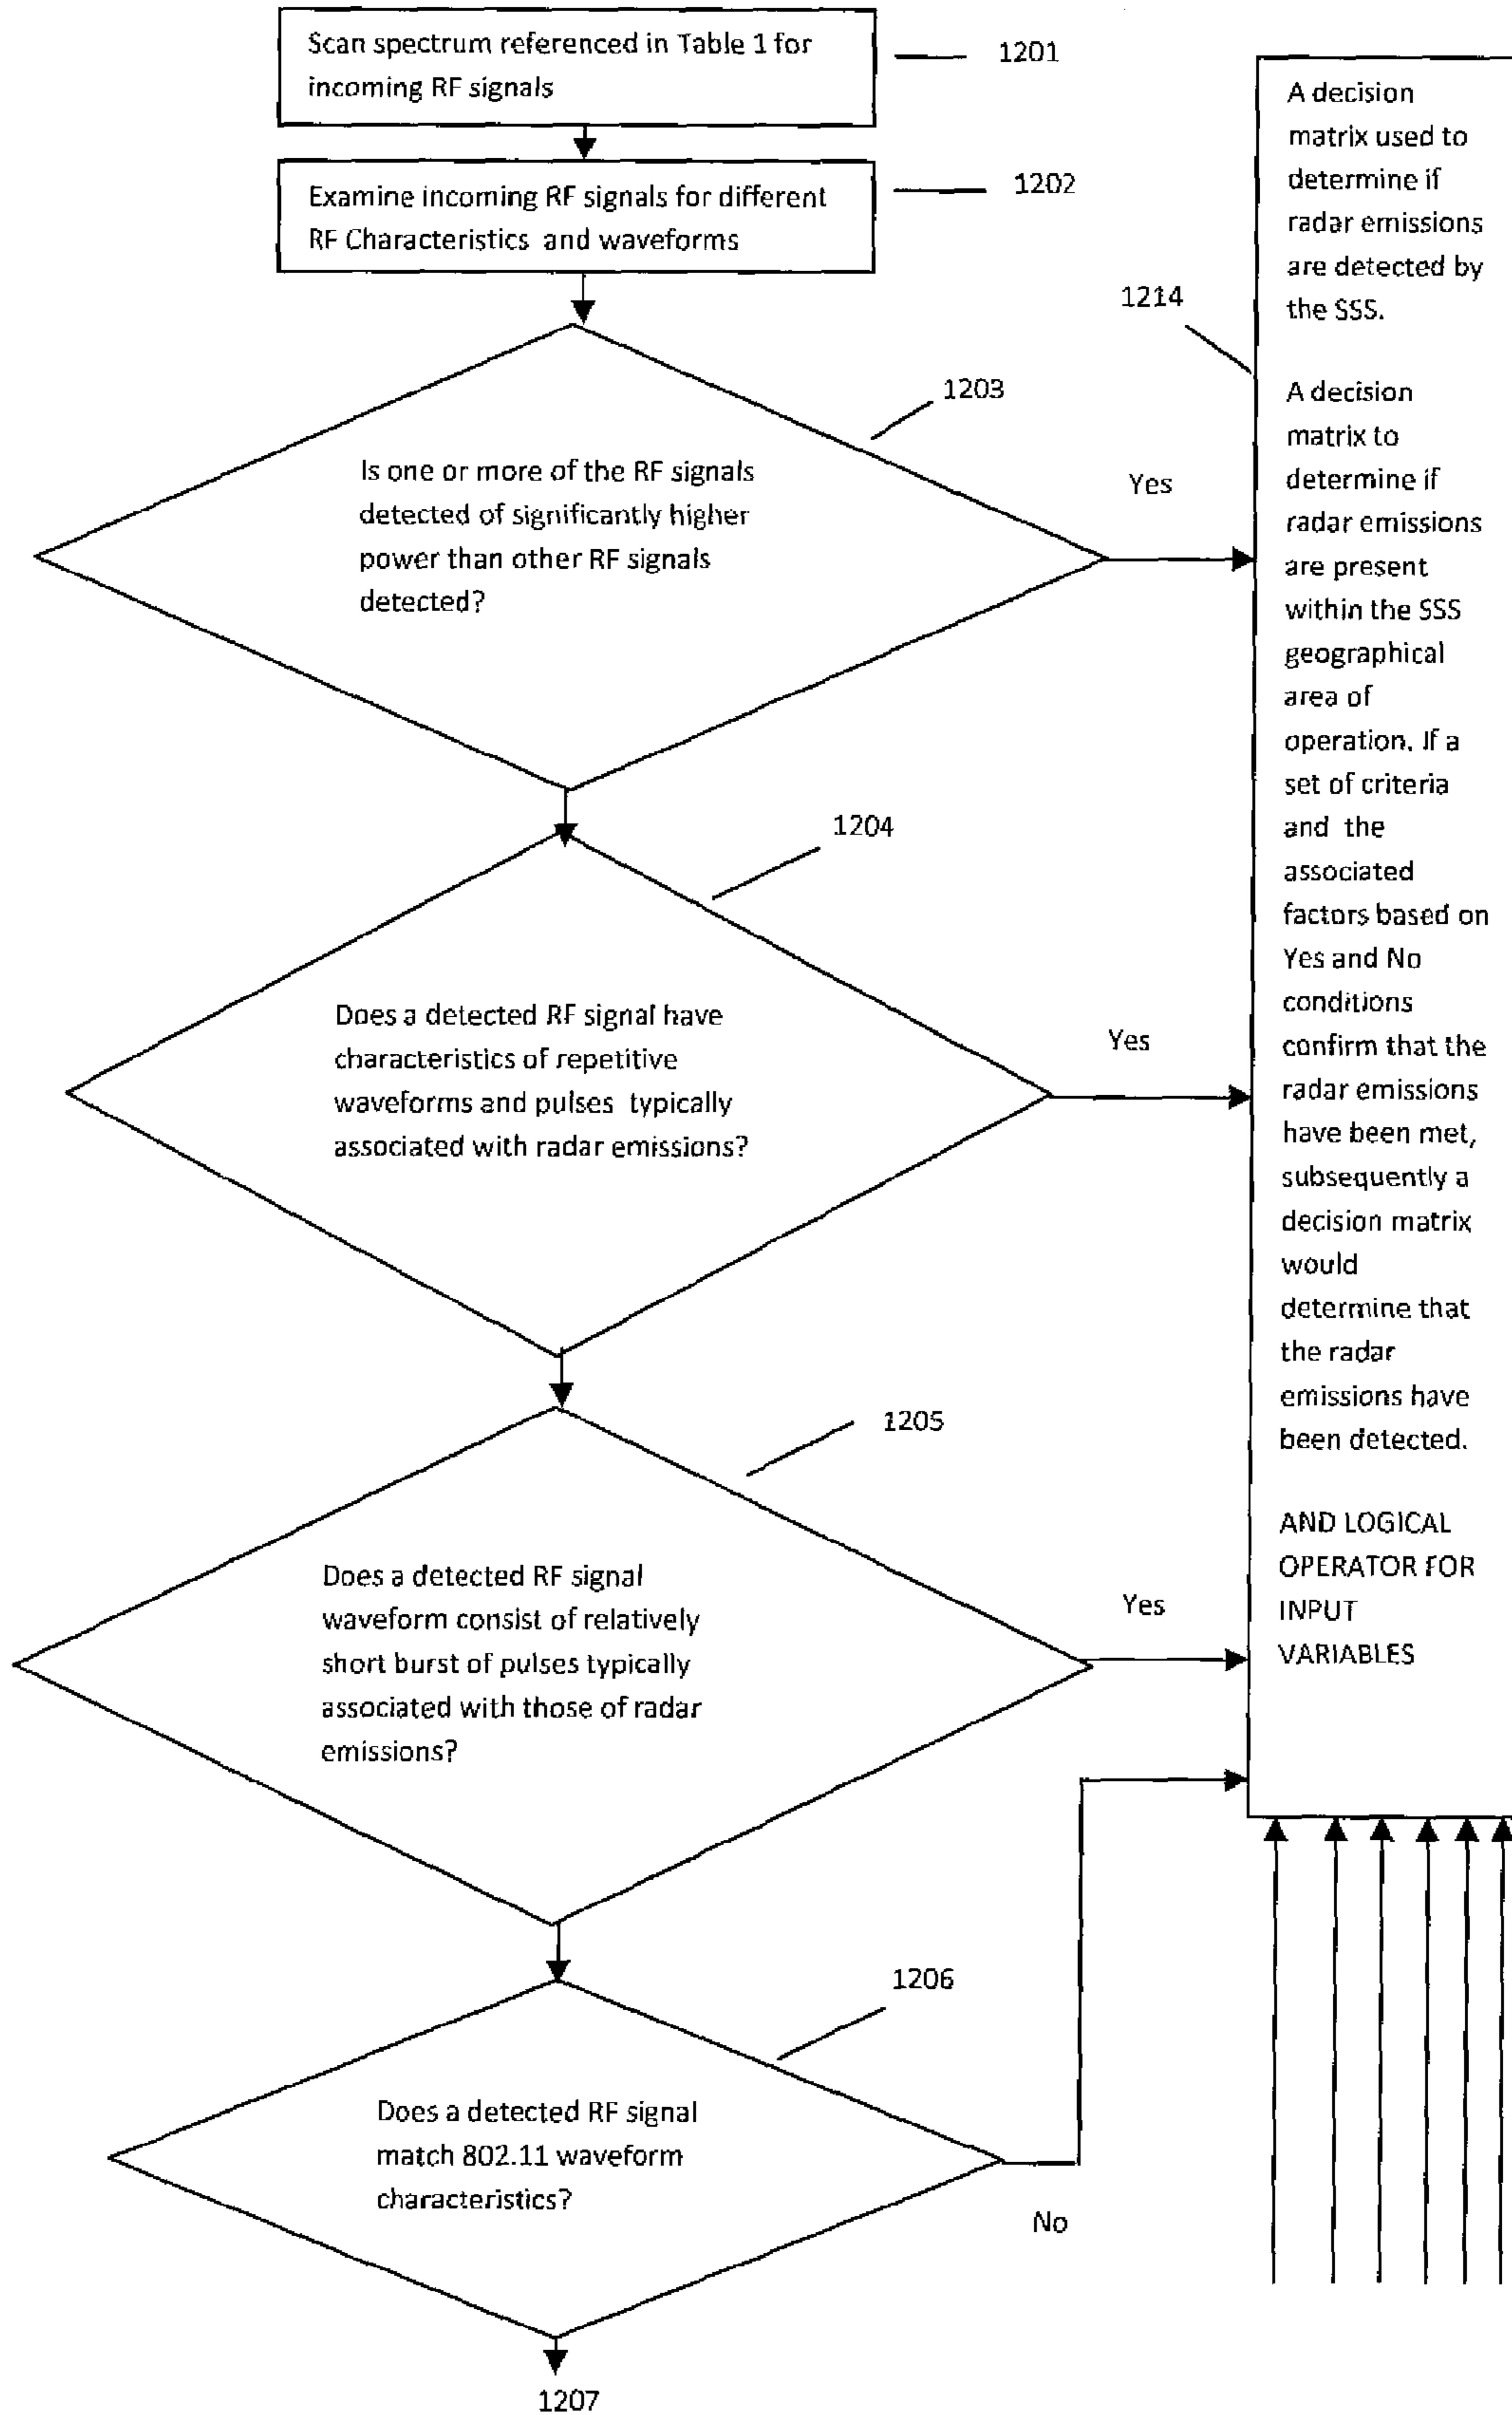 Scan spectrum referenced in Table 1 for
incoming RF signals
1201
Examine incoming RF signals for different
RF Characteristics and waveforms
1202
1203
Is one or more of the RF signals
detected of significantly higher
power than other RF signals
detected?
Yes
1204
Does a detected RF signal have
characteristics of repetitive
waveforms and pulses typically
associated with radar emissions?
Yes
1205
Does a detected RF signal
waveform consist of relatively
short burst of pulses typically
associated with those of radar
emissions?
Yes
1206
Does a detected RF signal
match 802.11 waveform
characteristics?
No
1207
1214
A decision
matrix used to
determine if
radar emissions
are detected by
the SSS.
A decision
matrix to
determine if
radar emissions
are present
within the SSS
geographical
area of
operation. If a
set of criteria
and the
associated
factors based on
Yes and No
conditions
confirm that the
radar emissions
have been met,
subsequently a
decision matrix
would
determine that
the radar
emissions have
been detected.
AND LOGICAL
OPERATOR FOR
INPUT
VARIABLES